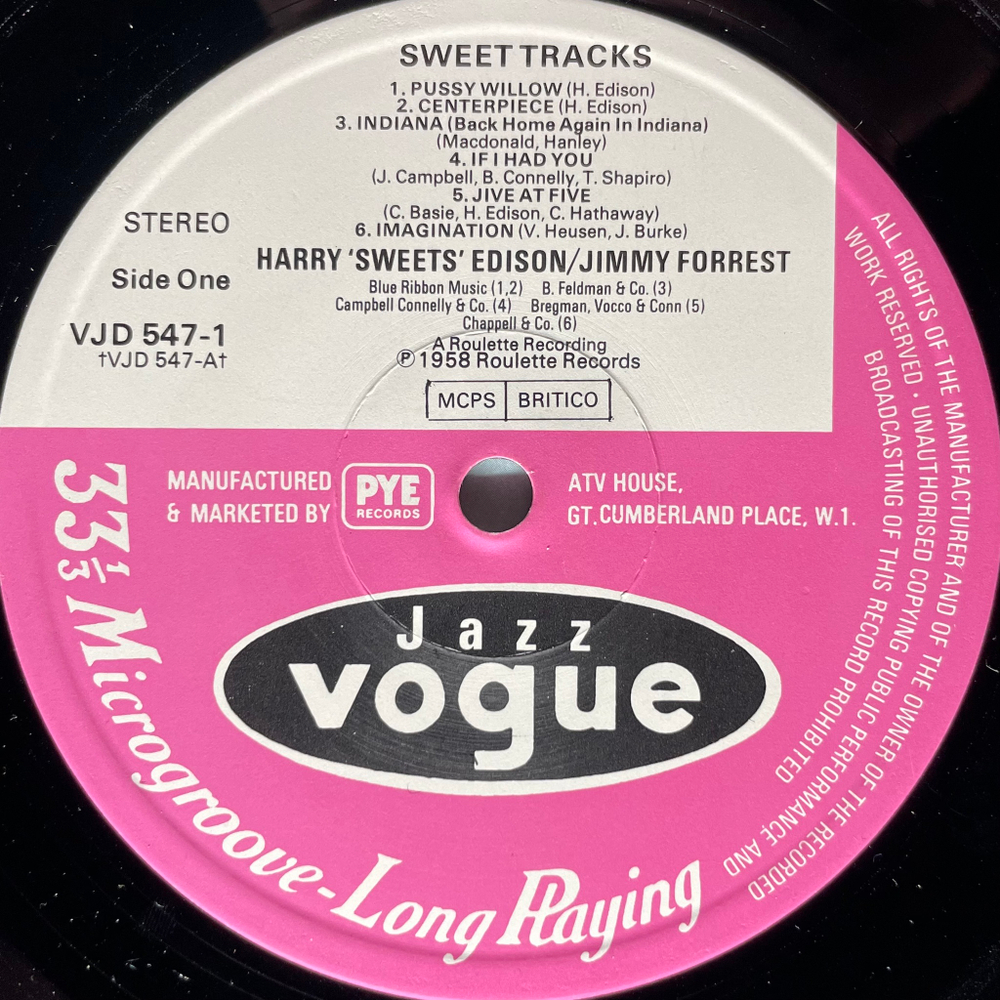 SWEET TRACKS
1. PUSSY WILLOW (H. Edison)
2. CENTERPIECE (H. Edison)
3. INDIANA (Back Home Again In Indiana)
(Macdonald, Hanley)
4. IF I HAD YOU
(J. Campbell, B. Connelly, T. Shapiro)
5. JIVE AT FIVE
(C. Basie, H. Edison, C. Hathaway)
6. IMAGINATION (V. Heusen, J. Burke)
HARRY 'SWEETS' EDISON/JIMMY FORREST
STEREO
Side One
VJD 547-1
†VJD 547-A†
Blue Ribbon Music (1,2) B. Feldman & Co. (3)
Campbell Connelly & Co. (4) Bregman, Vocco & Conn (5)
Chappell & Co. (6)
A Roulette Recording
Ⓟ 1958 Roulette Records
MCPS BRITICO
MANUFACTURED
& MARKETED BY
PYE
RECORDS
ATV HOUSE,
GT. CUMBERLAND PLACE, W.1.
Jazz
vogue
33⅓ Microgroove-Long Playing
ALL RIGHTS OF THE MANUFACTURER AND OF THE OWNER OF THE RECORDED
WORK RESERVED · UNAUTHORISED COPYING PUBLIC PERFORMANCE AND
BROADCASTING OF THIS RECORD PROHIBITED